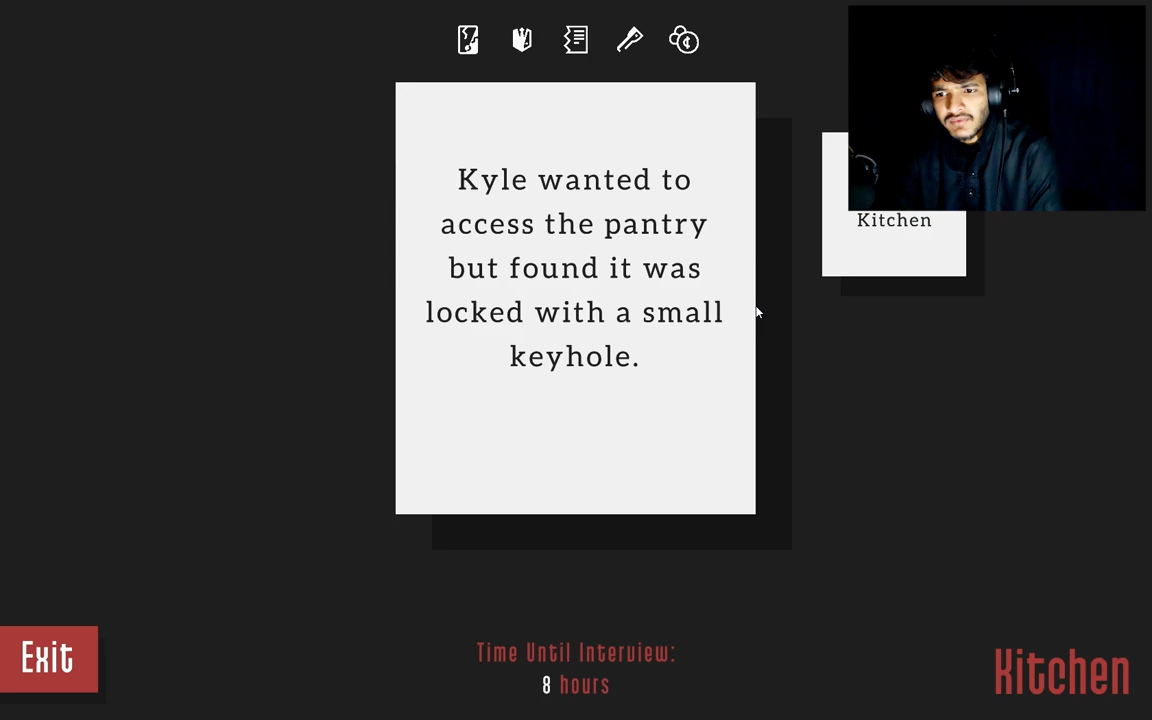 Kyle wanted to
access the pantry
but found it was
locked with a small
keyhole.
Kitchen
Exit
Time Until Interview:
8 hours
Kitchen